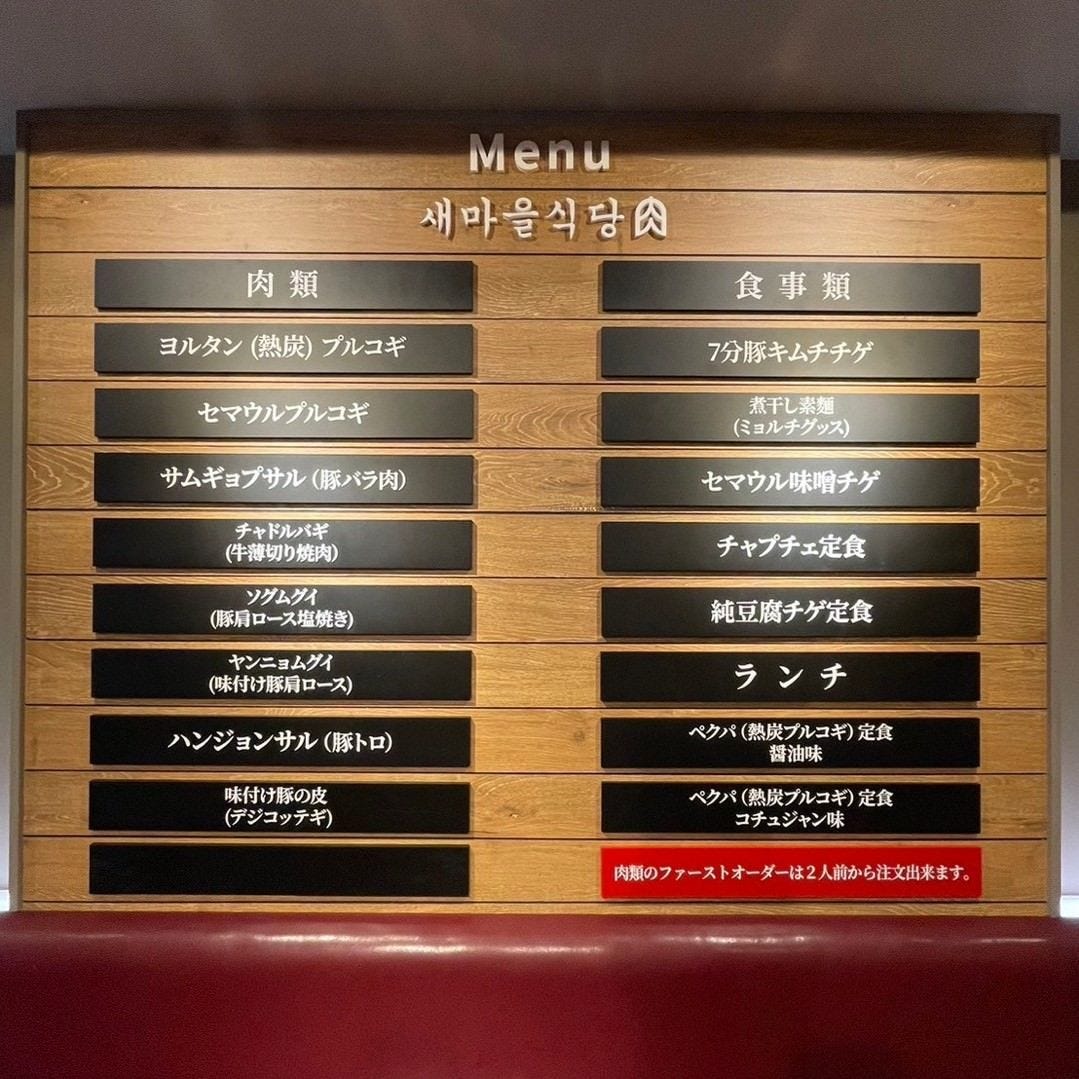 Menu
새마을식당
肉類
ヨルタン (熱炭) プルコギ
セマウルプルコギ
サムギョプサル (豚バラ肉)
チャドルバギ
(牛薄切り焼肉)
ソグムグイ
(豚肩ロース塩焼き)
ヤンニョムグイ
(味付け豚肩ロース)
ハンジョンサル (豚トロ)
味付け豚の皮
(デジコッテギ)
食事類
7分豚キムチチゲ
煮干し素麺
(ミョルチグッス)
セマウル味噌チゲ
チャプチェ定食
純豆腐チゲ定食
ランチ
ペクパ (熱炭プルコギ) 定食
醤油味
ペクパ (熱炭プルコギ) 定食
コチュジャン味
肉類のファーストオーダーは2人前から注文出来ます。